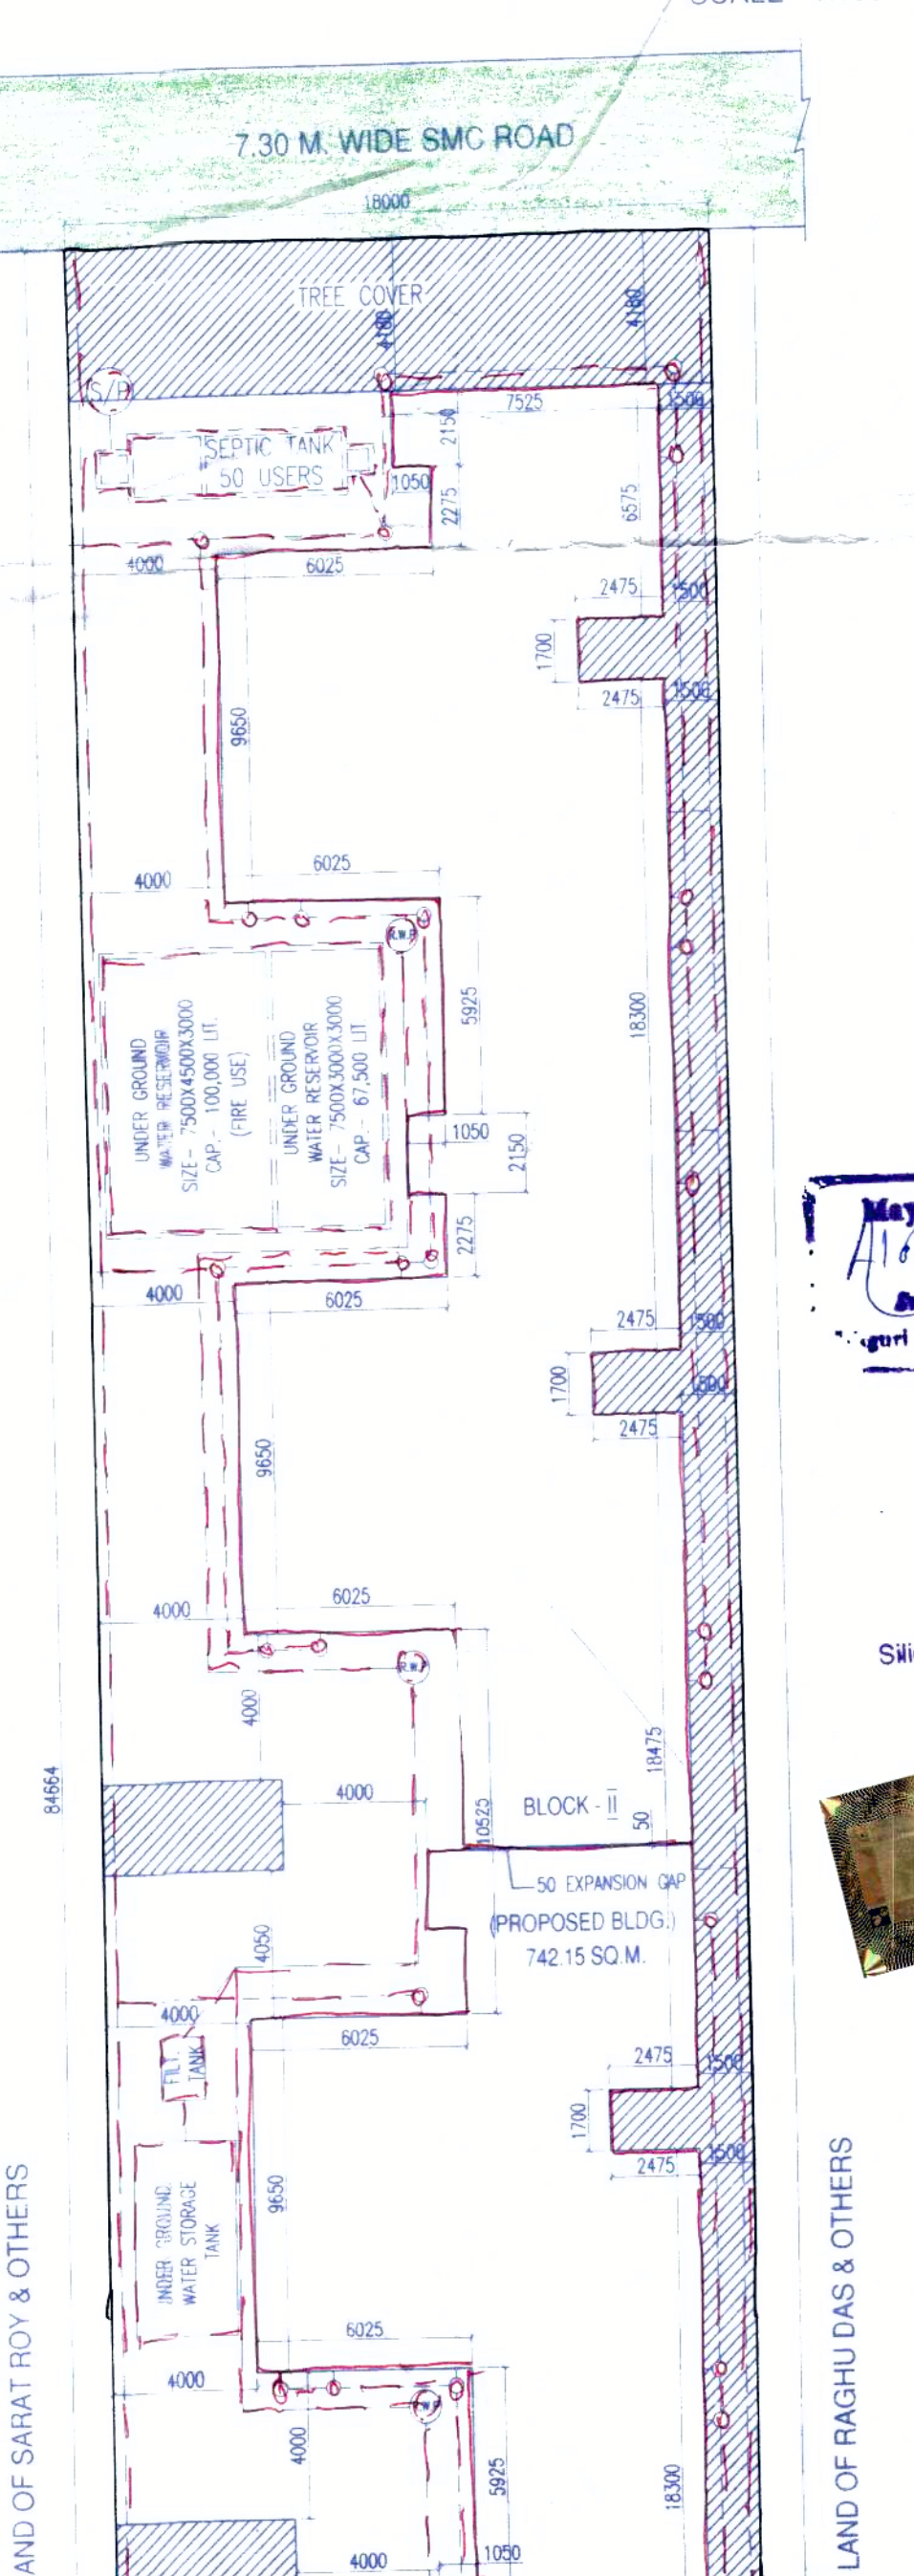 7.30 M. WIDE SMC ROAD
18000
TREE COVER
4180
4180
S/P
7525
1500
SEPTIC TANK
50 USERS
2150
1050
2275
6575
4000
6025
2475
1500
1700
2475
1500
9650
6025
4000
R.W.P
5925
18300
UNDER GROUND
WATER RESERVOIR
SIZE- 7500X4500X3000
CAP.- 100,000 LIT.
(FIRE USE)
UNDER GROUND
WATER RESERVOIR
SIZE- 7500X3000X3000
CAP.- 67,500 LIT
1050
2150
2275
4000
6025
2475
1500
1700
1500
2475
9650
6025
4000
R.W.P
4000
18475
84664
4000
10525
BLOCK - II
50
50 EXPANSION GAP
(PROPOSED BLDG.)
742.15 SQ.M.
4050
4000
6025
FILT.
TANK
2475
1500
1700
2475
1500
9650
UNDER GROUND
WATER STORAGE
TANK
6025
4000
4000
5925
18300
4000
1050
AND OF SARAT ROY & OTHERS
LAND OF RAGHU DAS & OTHERS